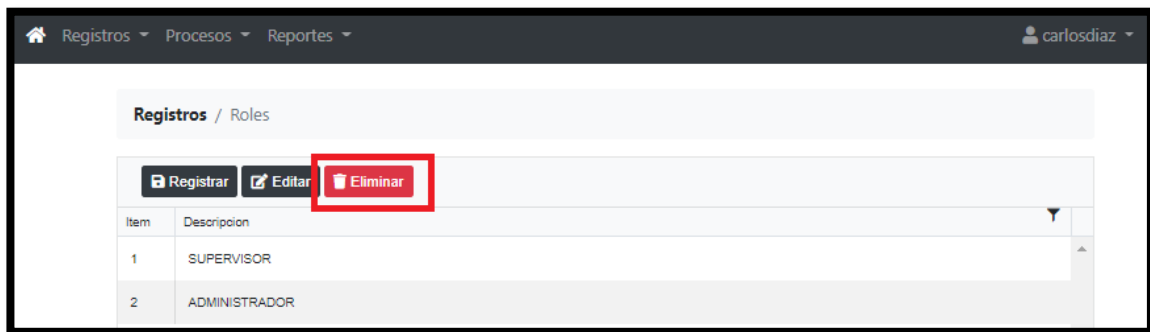 Registros Procesos Reportes carlosdiaz
Registros / Roles
Registrar Editar Eliminar
Item Descripcion
1 SUPERVISOR
2 ADMINISTRADOR